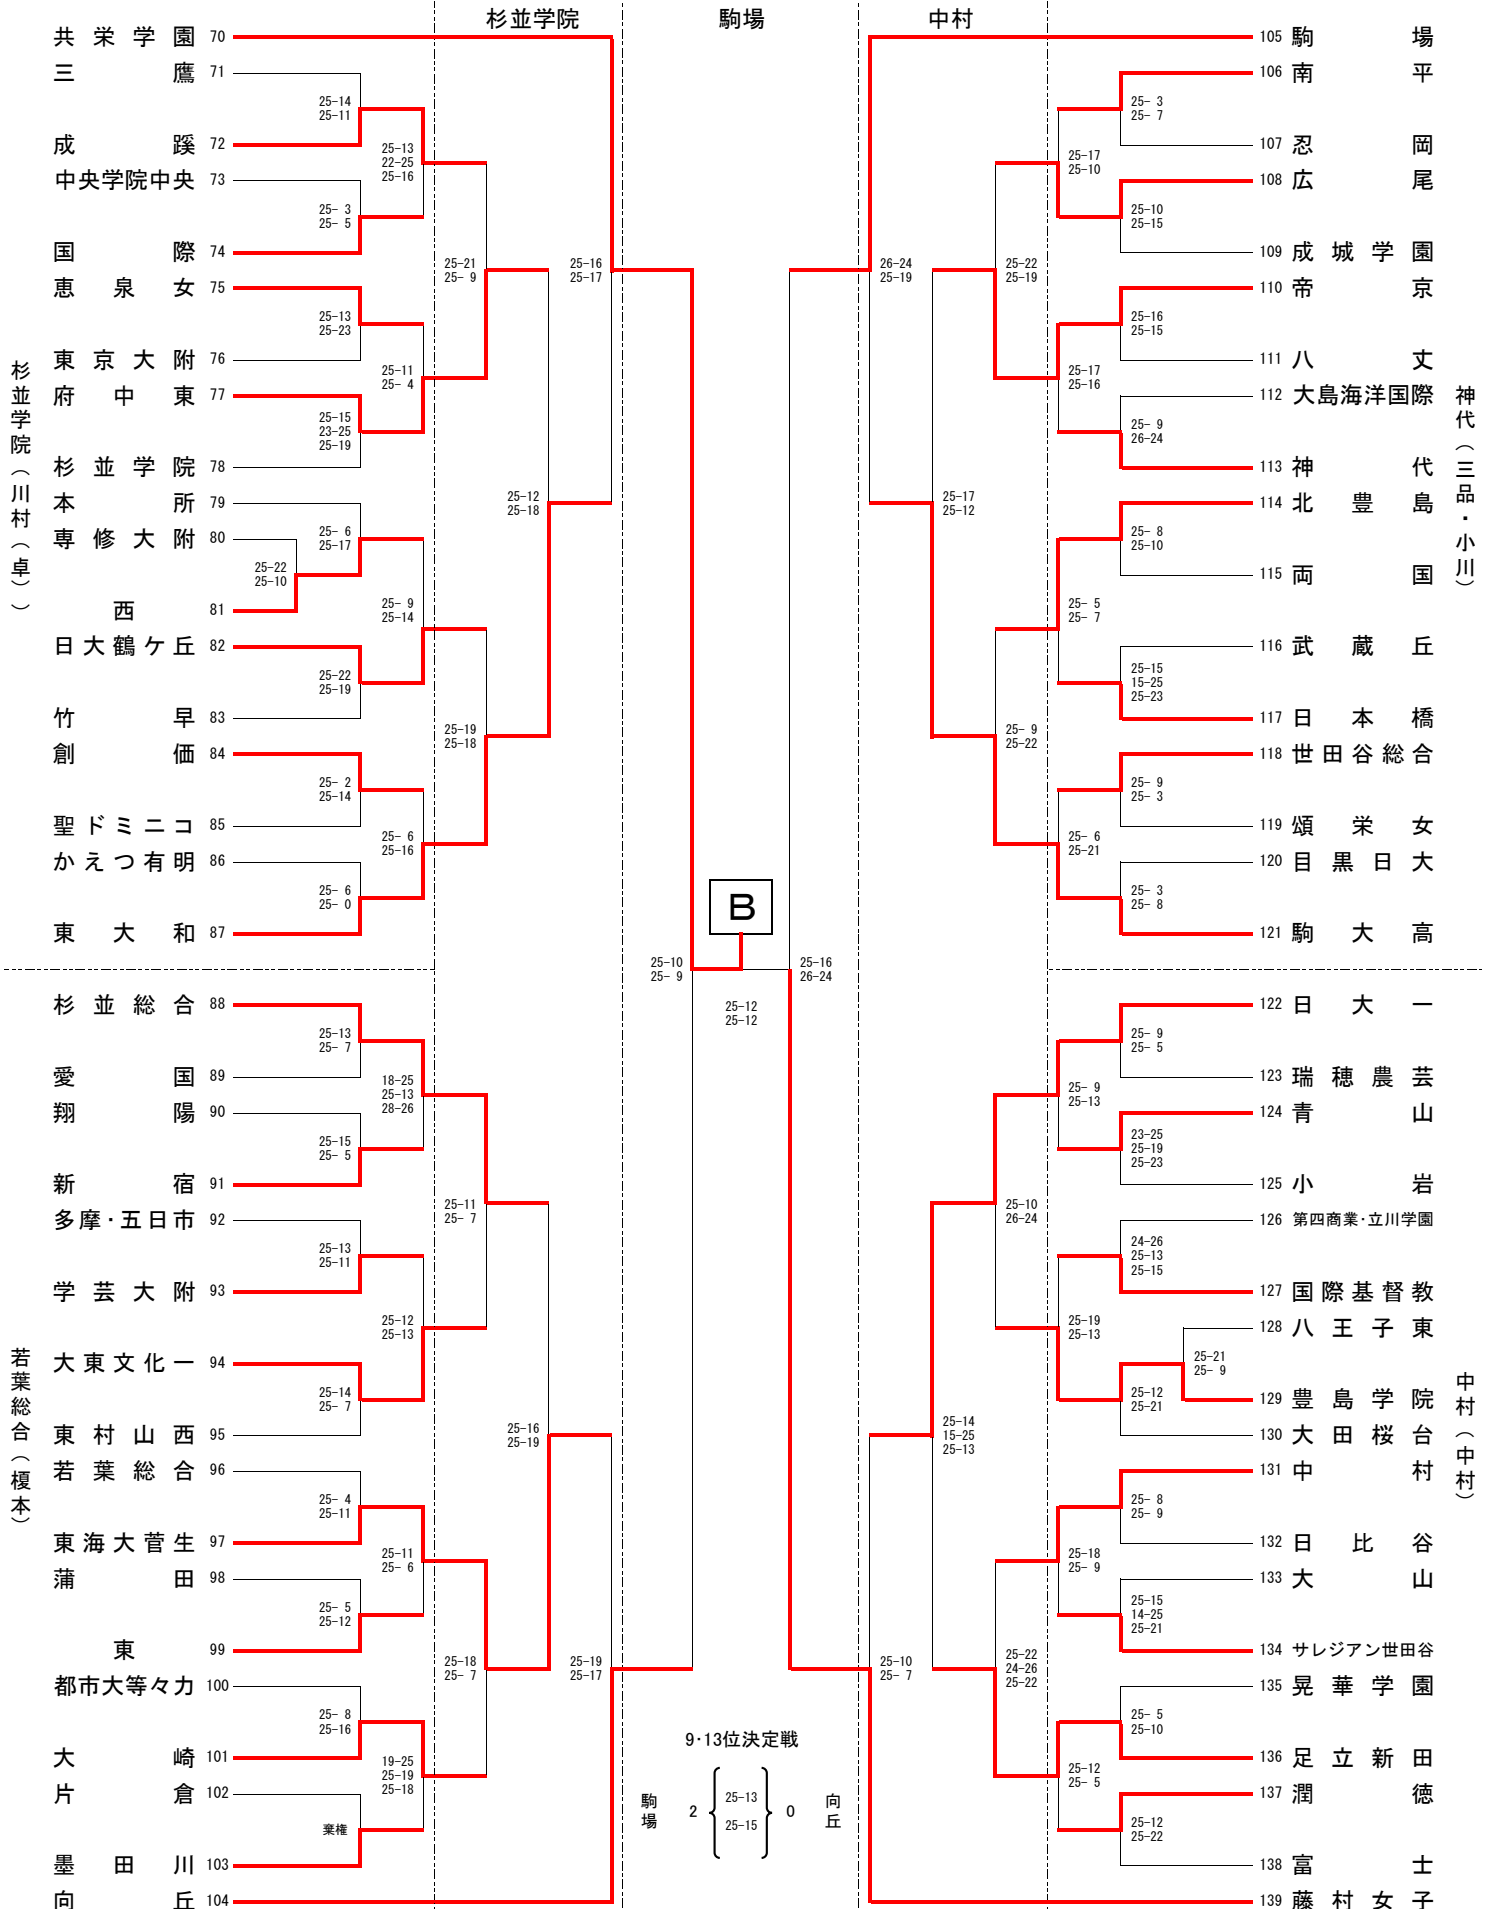 杉並学院 駒場 中村
共栄学園 70
三鷹 71
25-14
25-11
成蹊 72
25-13
22-25
25-16
中央学院中央 73
25- 3
25- 5
国際 74
25-21
25- 9
25-16
25-17
恵泉女 75
25-13
25-23
東京大附 76
25-11
25- 4
府中東 77
25-15
23-25
25-19
杉並学院 78
本所 79
25-12
25-18
専修大附 80
25- 6
25-17
25-22
25-10
西 81
25- 9
25-14
日大鶴ケ丘 82
25-22
25-19
竹早 83
25-19
25-18
創価 84
25- 2
25-14
聖ドミニコ 85
25- 6
25-16
かえつ有明 86
25- 6
25- 0
東大和 87
杉並学院（川村（卓））
杉並総合 88
25-13
25- 7
愛国 89
18-25
25-13
28-26
翔陽 90
25-15
25- 5
新宿 91
25-11
25- 7
多摩・五日市 92
25-13
25-11
学芸大附 93
25-12
25-13
大東文化一 94
25-14
25- 7
東村山西 95
25-16
25-19
若葉総合 96
25- 4
25-11
東海大菅生 97
25-11
25- 6
蒲田 98
25- 5
25-12
東 99
25-18
25- 7
25-19
25-17
都市大等々力 100
25- 8
25-16
大崎 101
19-25
25-19
25-18
片倉 102
棄権
墨田川 103
向丘 104
若葉総合（榎本）
B
25-10
25- 9
25-16
26-24
25-12
25-12
9・13位決定戦
駒場 2 25-13 0 向丘
25-15
105 駒場
106 南平
25- 3
25- 7
107 忍岡
25-17
25-10
108 広尾
25-10
25-15
109 成城学園
26-24
25-19
25-22
25-19
110 帝京
25-16
25-15
111 八丈
25-17
25-16
112 大島海洋国際
25- 9
26-24
113 神代
25-17
25-12
114 北豊島
25- 8
25-10
115 両国
25- 5
25- 7
116 武蔵丘
25-15
15-25
25-23
117 日本橋
25- 9
25-22
118 世田谷総合
25- 9
25- 3
119 頌栄女
25- 6
25-21
120 目黒日大
25- 3
25- 8
121 駒大高
神代（三品・小川）
122 日大一
25- 9
25- 5
123 瑞穂農芸
25- 9
25-13
124 青山
23-25
25-19
25-23
125 小岩
25-10
26-24
126 第四商業・立川学園
24-26
25-13
25-15
127 国際基督教
25-19
25-13
128 八王子東
25-21
25- 9
129 豊島学院
25-12
25-21
130 大田桜台
25-14
15-25
25-13
131 中村
25- 8
25- 9
132 日比谷
25-18
25- 9
133 大山
25-15
14-25
25-21
134 サレジアン世田谷
25-10
25- 7
25-22
24-26
25-22
135 晃華学園
25- 5
25-10
136 足立新田
25-12
25- 5
137 潤徳
25-12
25-22
138 富士
139 藤村女子
中村（中村）